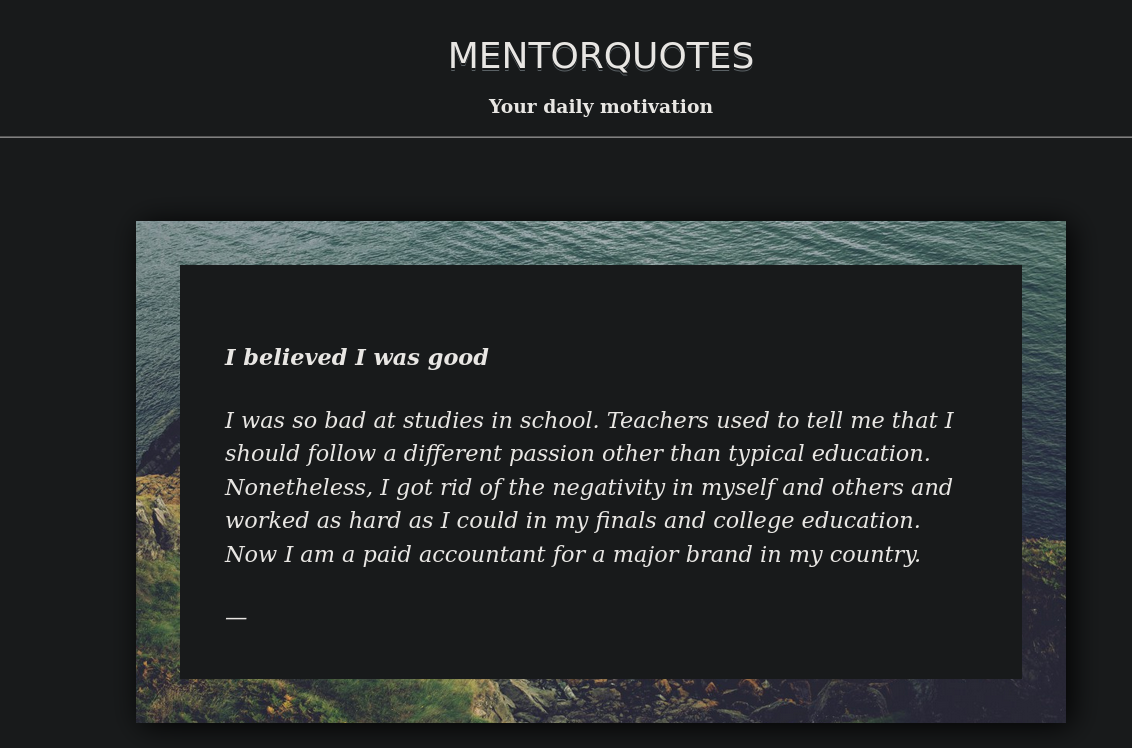 MENTORQUOTES
Your daily motivation
I believed I was good
I was so bad at studies in school. Teachers used to tell me that I
should follow a different passion other than typical education.
Nonetheless, I got rid of the negativity in myself and others and
worked as hard as I could in my finals and college education.
Now I am a paid accountant for a major brand in my country.
—